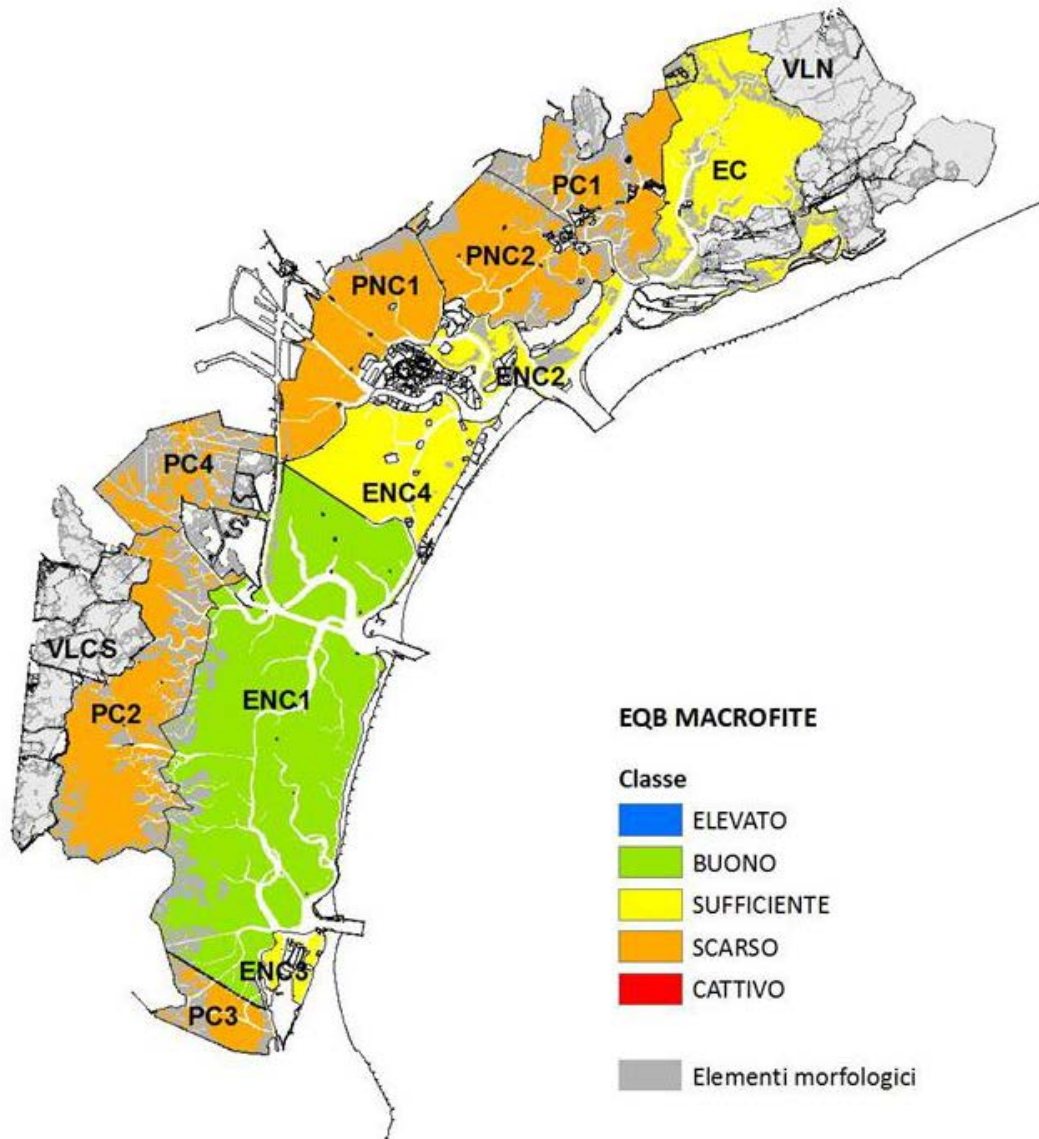 VLN
EC
PC1
PNC2
PNC1
ENC2
PC4
ENC4
VLCS
ENC1
PC2
ENC3
PC3
EQB MACROFITE
Classe
ELEVATO
BUONO
SUFFICIENTE
SCARSO
CATTIVO
Elementi morfologici